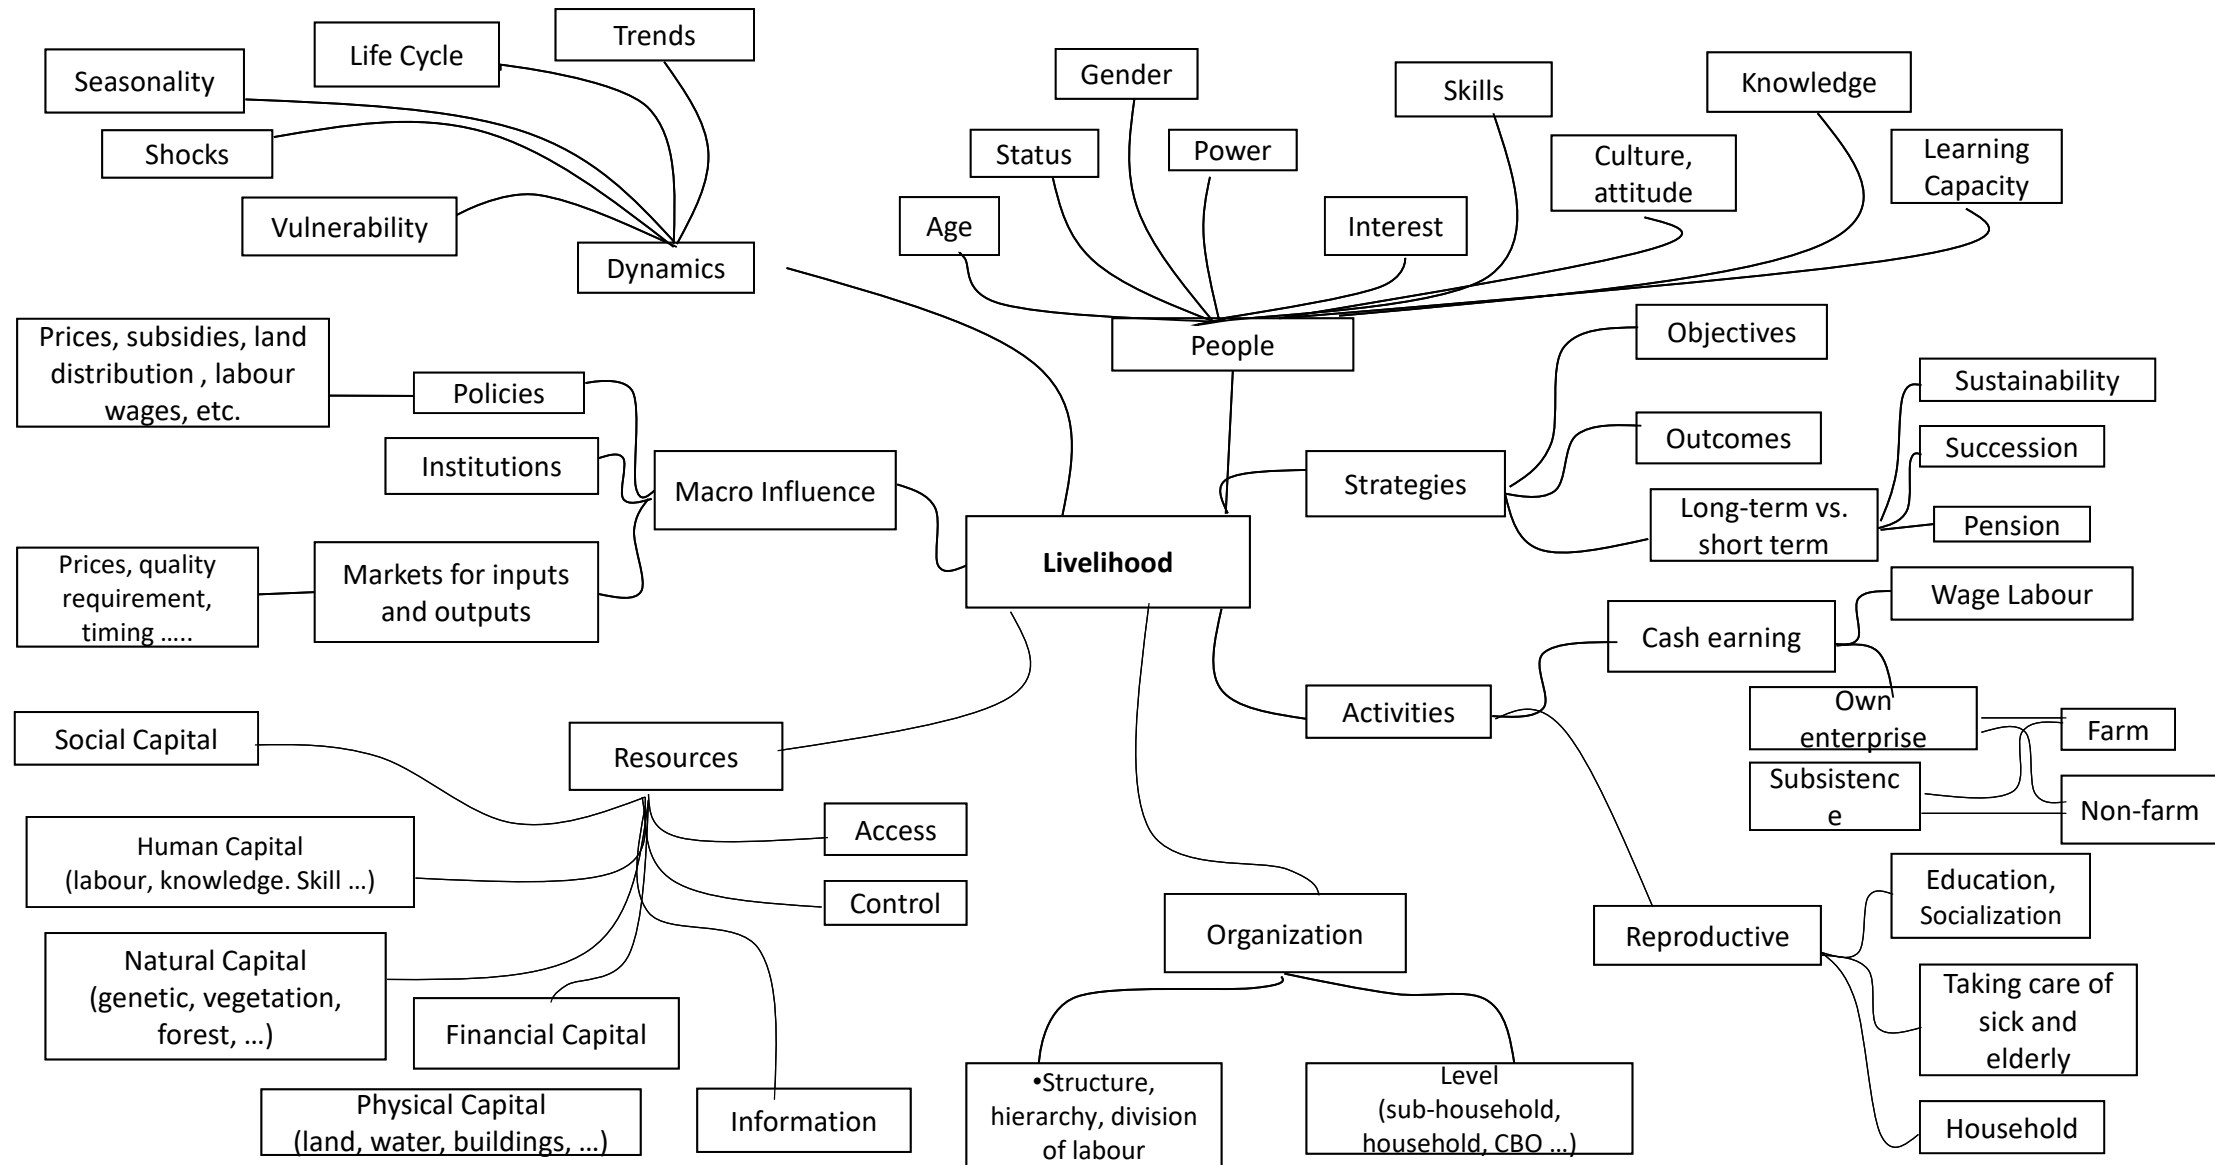 Trends
Life Cycle
Seasonality
Shocks
Vulnerability
Dynamics
Gender
Skills
Knowledge
Status
Power
Culture,
attitude
Learning
Capacity
Age
Interest
People
Prices, subsidies, land
distribution , labour
wages, etc.
Policies
Institutions
Macro Influence
Markets for inputs
and outputs
Prices, quality
requirement,
timing .....
Livelihood
Strategies
Objectives
Outcomes
Long-term vs.
short term
Sustainability
Succession
Pension
Activities
Cash earning
Wage Labour
Own
enterprise
Subsistenc
e
Farm
Non-farm
Reproductive
Education,
Socialization
Taking care of
sick and
elderly
Household
Resources
Social Capital
Human Capital
(labour, knowledge. Skill ...)
Natural Capital
(genetic, vegetation,
forest, ...)
Financial Capital
Physical Capital
(land, water, buildings, ...)
Access
Control
Information
Organization
•Structure,
hierarchy, division
of labour
Level
(sub-household,
household, CBO ...)